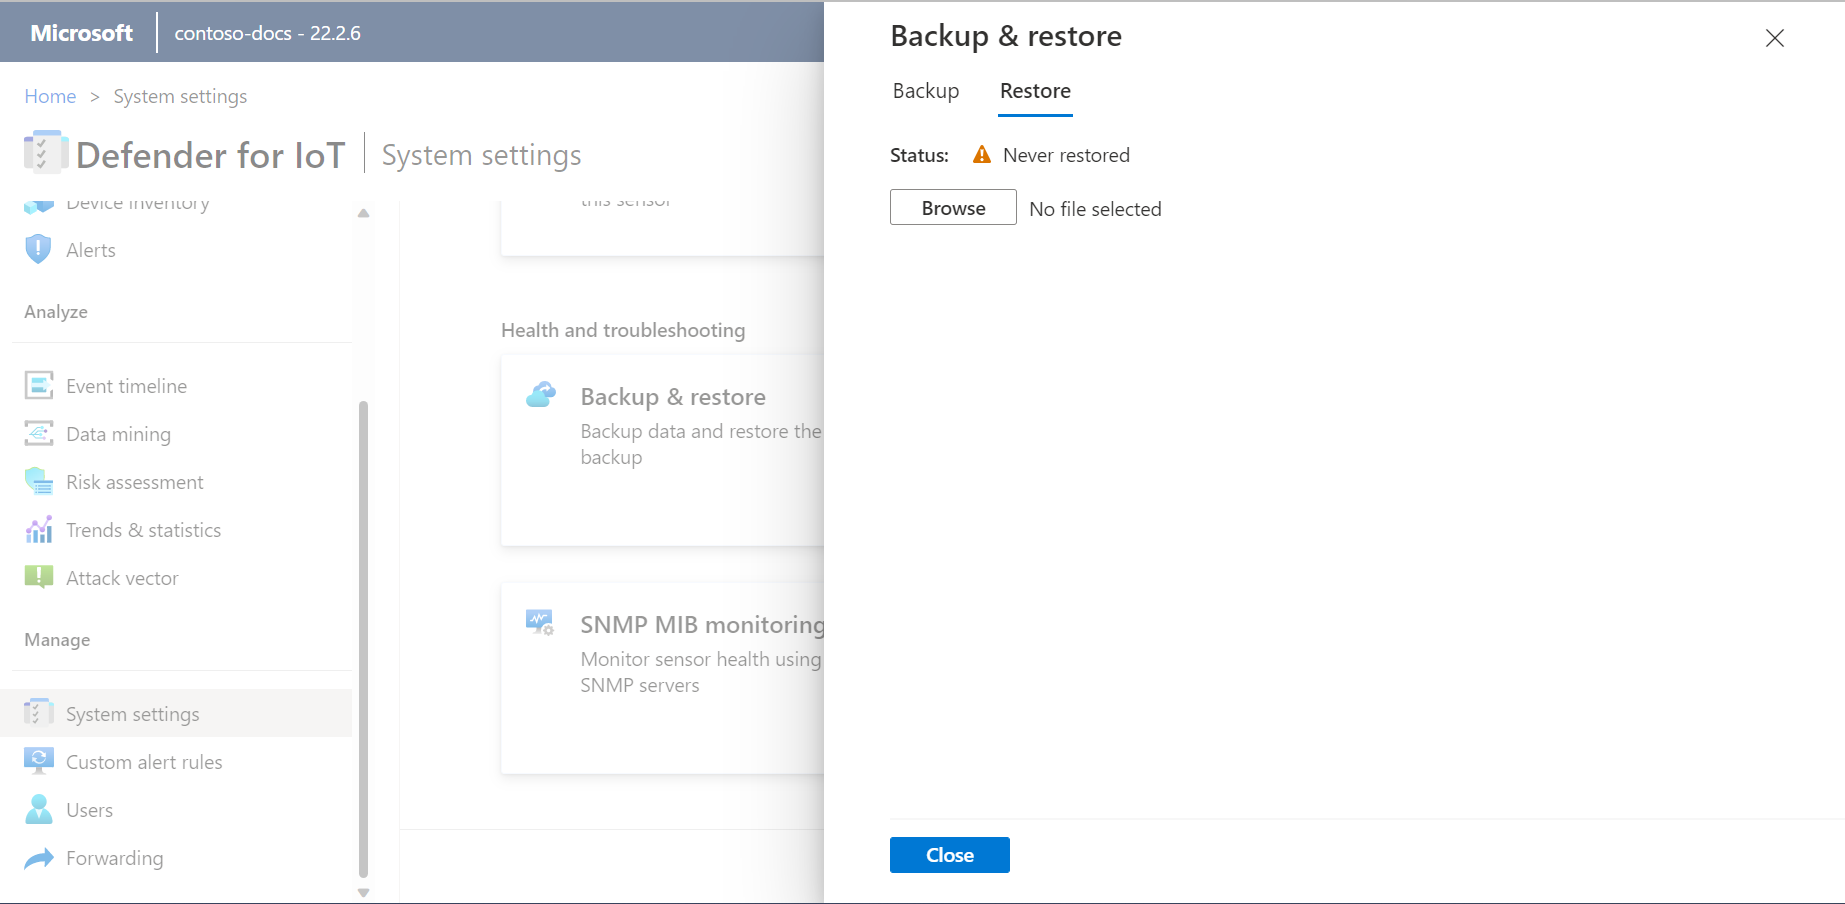 Microsoft
contoso-docs - 22.2.6
Home > System settings
Defender for IoT
System settings
Device inventory
Alerts
Analyze
Event timeline
Data mining
Risk assessment
Trends & statistics
Attack vector
Manage
System settings
Custom alert rules
Users
Forwarding
this sensor
Health and troubleshooting
Backup & restore
Backup data and restore the
backup
SNMP MIB monitoring
Monitor sensor health using
SNMP servers
Backup & restore
Backup
Restore
Status: Never restored
Browse
No file selected
Close